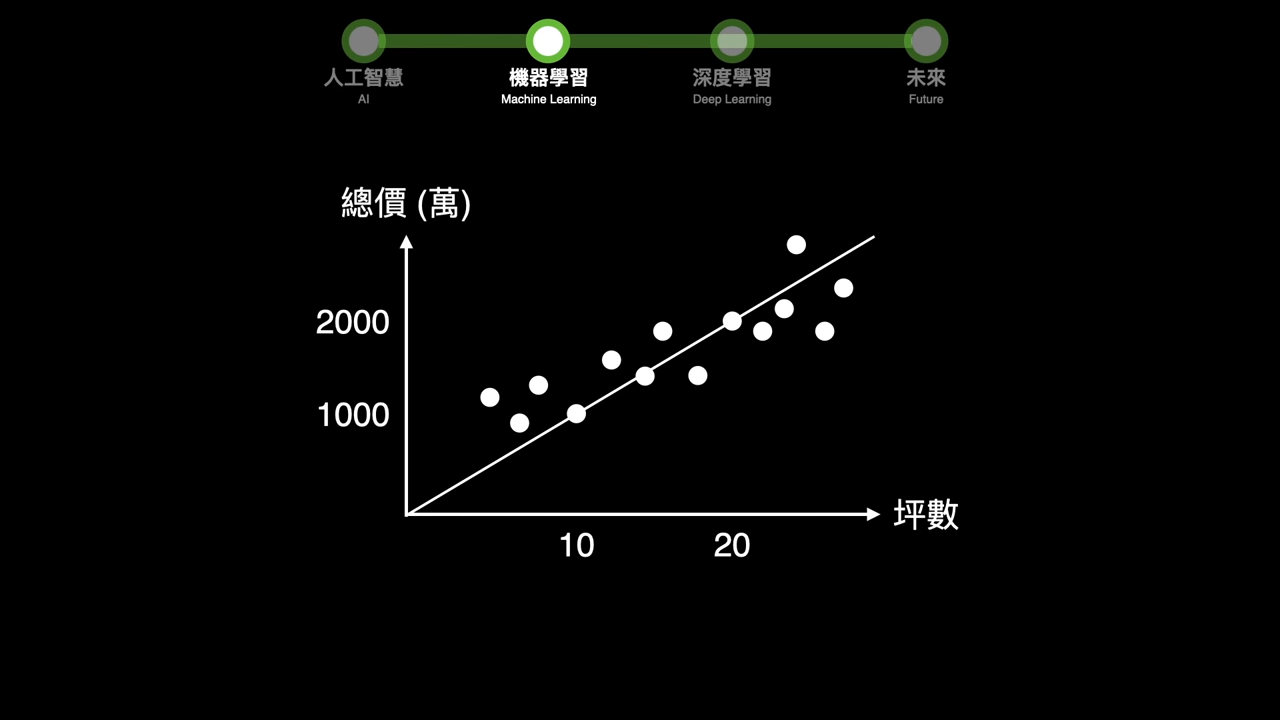 人工智慧
AI
機器學習
Machine Learning
深度學習
Deep Learning
未來
Future
總價 (萬)
2000
1000
坪數
10
20